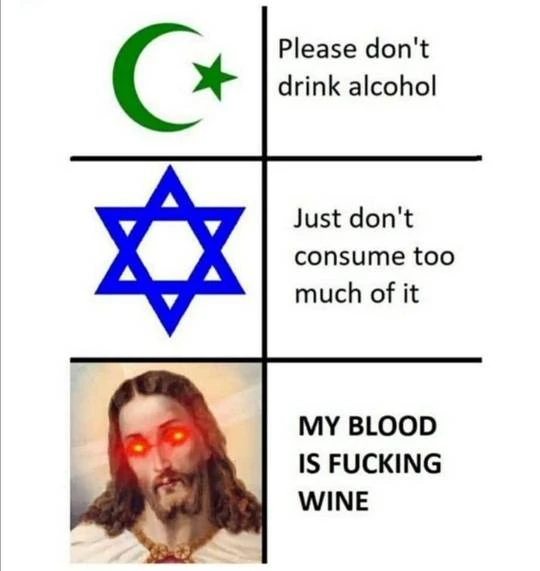 Please don't
drink alcohol
Just don't
consume too
much of it
MY BLOOD
IS FUCKING
WINE